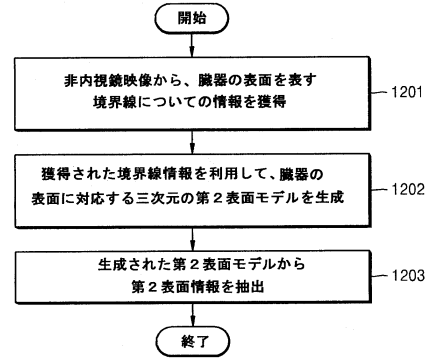 開始
非内視鏡映像から、臓器の表面を表す
境界線についての情報を獲得
1201
獲得された境界線情報を利用して、臓器の
表面に対応する三次元の第２表面モデルを生成
1202
生成された第２表面モデルから
第２表面情報を抽出
1203
終了